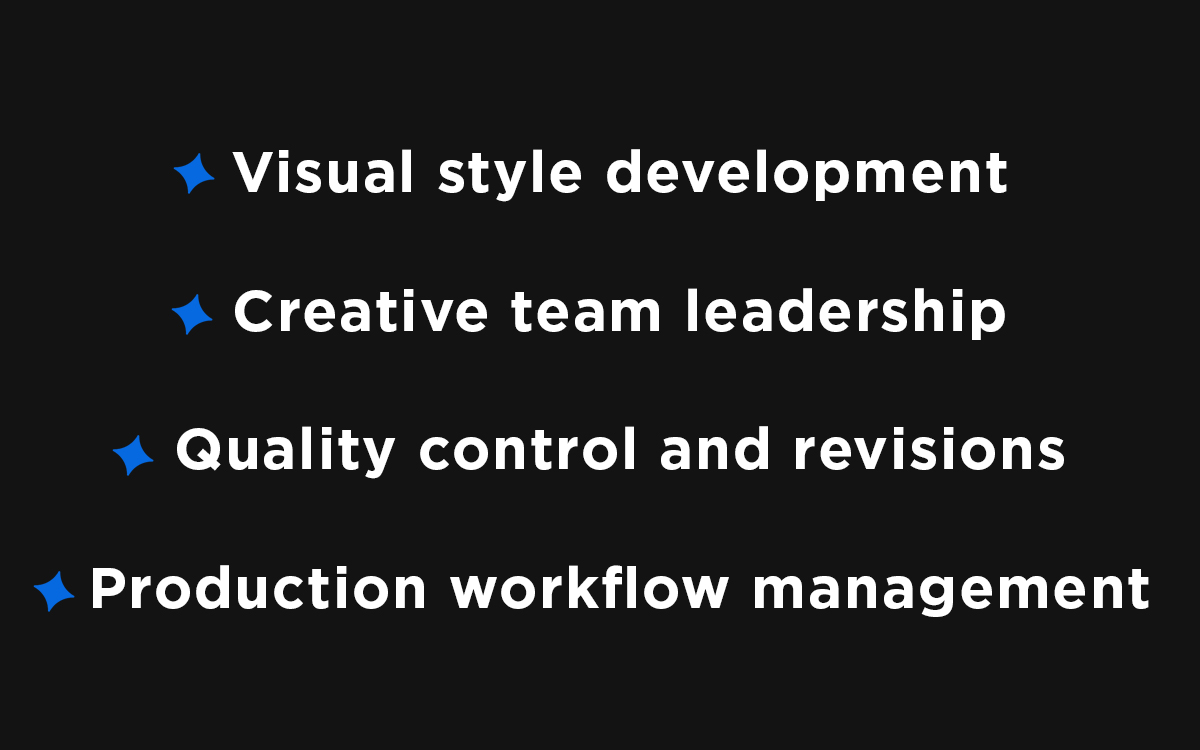 Visual style development
Creative team leadership
Quality control and revisions
Production workflow management